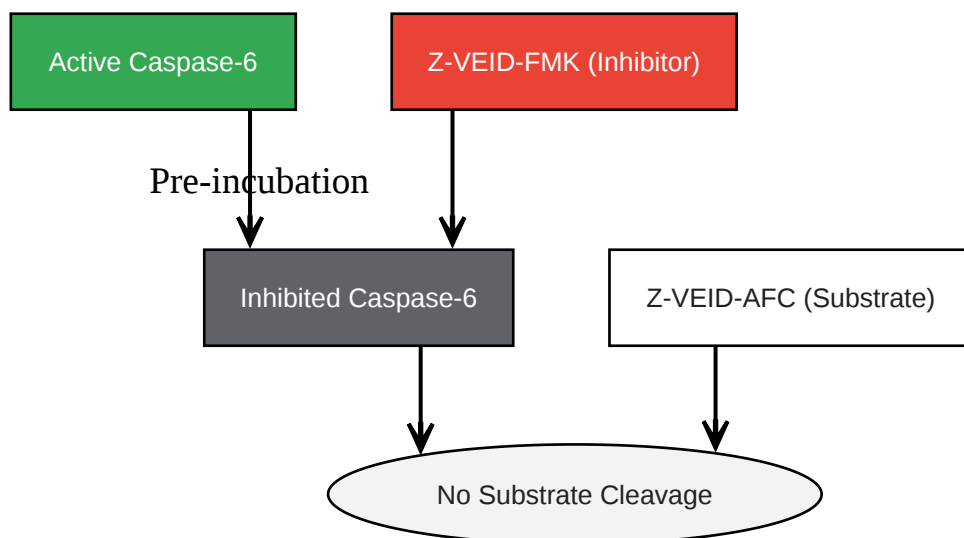 Active Caspase-6
Z-VEID-FMK (Inhibitor)
Pre-incubation
Inhibited Caspase-6
Z-VEID-AFC (Substrate)
No Substrate Cleavage